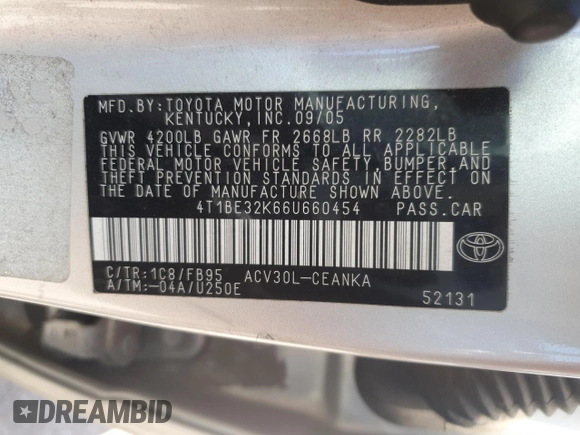 MFD.BY:TOYOTA MOTOR MANUFACTURING,
KENTUCKY,INC.09/05
GVWR 4200LB GAWR FR 2668LB RR 2282LB
THIS VEHICLE CONFORMS TO ALL APPLICABLE
FEDERAL MOTOR VEHICLE SAFETY,BUMPER,AND
THEFT PREVENTION STANDARDS IN EFFECT ON
THE DATE OF MANUFACTURE SHOWN ABOVE.
4T1BE32K66U660454 PASS.CAR
C/TR:1C8/FB95 ACV30L-CEANKA
A/TM:-04A/U250E
52131
TOYOTA
DREAMBID